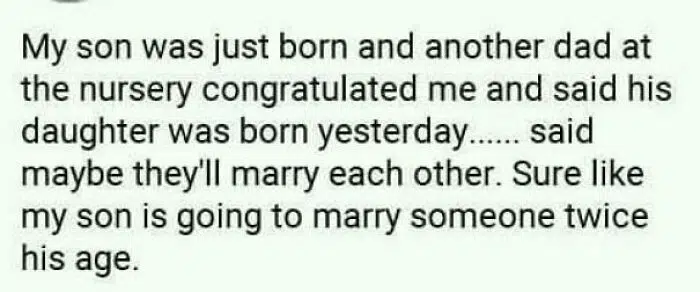 My son was just born and another dad at
the nursery congratulated me and said his
daughter was born yesterday...... said
maybe they'll marry each other. Sure like
my son is going to marry someone twice
his age.